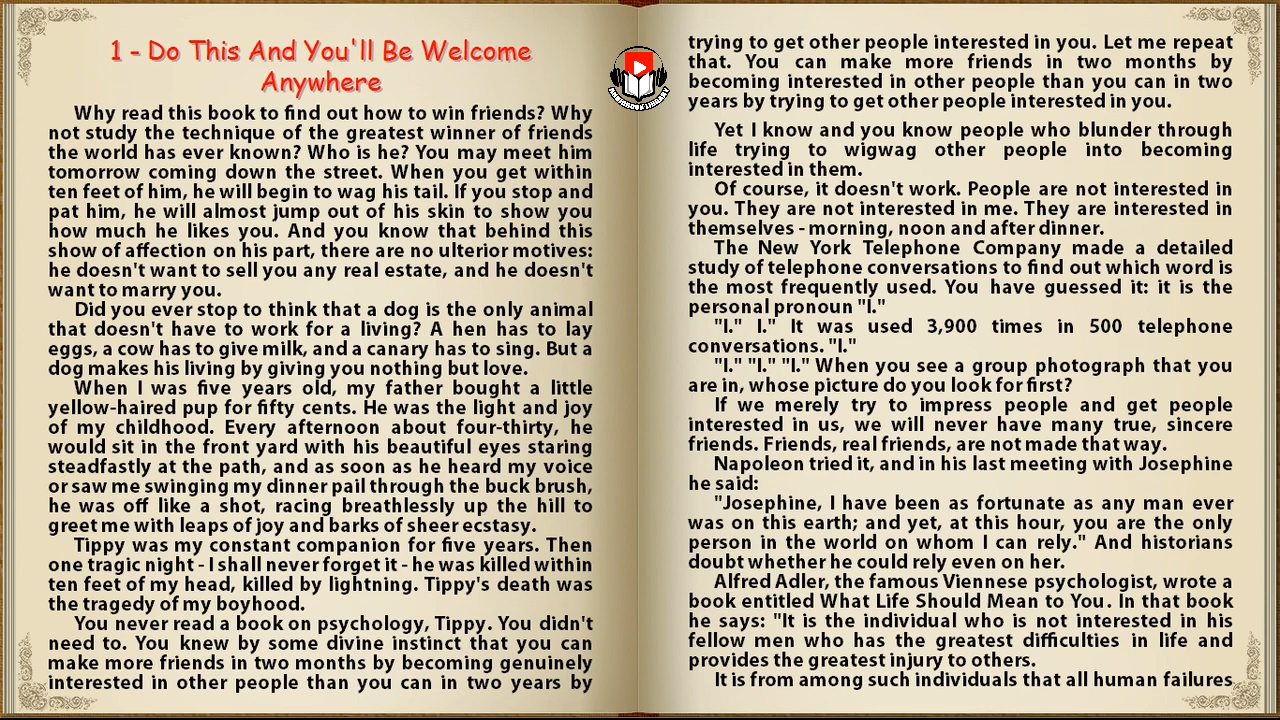 1 - Do This And You'll Be Welcome
Anywhere
Why read this book to find out how to win friends? Why
not study the technique of the greatest winner of friends
the world has ever known? Who is he? You may meet him
tomorrow coming down the street. When you get within
ten feet of him, he will begin to wag his tail. If you stop and
pat him, he will almost jump out of his skin to show you
how much he likes you. And you know that behind this
show of affection on his part, there are no ulterior motives:
he doesn't want to sell you any real estate, and he doesn't
want to marry you.
Did you ever stop to think that a dog is the only animal
that doesn't have to work for a living? A hen has to lay
eggs, a cow has to give milk, and a canary has to sing. But a
dog makes his living by giving you nothing but love.
When I was five years old, my father bought a little
yellow-haired pup for fifty cents. He was the light and joy
of my childhood. Every afternoon about four-thirty, he
would sit in the front yard with his beautiful eyes staring
steadfastly at the path, and as soon as he heard my voice
or saw me swinging my dinner pail through the buck brush,
he was off like a shot, racing breathlessly up the hill to
greet me with leaps of joy and barks of sheer ecstasy.
Tippy was my constant companion for five years. Then
one tragic night - I shall never forget it - he was killed within
ten feet of my head, killed by lightning. Tippy's death was
the tragedy of my boyhood.
You never read a book on psychology, Tippy. You didn't
need to. You knew by some divine instinct that you can
make more friends in two months by becoming genuinely
interested in other people than you can in two years by
trying to get other people interested in you. Let me repeat
that. You can make more friends in two months by
becoming interested in other people than you can in two
years by trying to get other people interested in you.
Yet I know and you know people who blunder through
life trying to wigwag other people into becoming
interested in them.
Of course, it doesn't work. People are not interested in
you. They are not interested in me. They are interested in
themselves - morning, noon and after dinner.
The New York Telephone Company made a detailed
study of telephone conversations to find out which word is
the most frequently used. You have guessed it: it is the
personal pronoun "I."
"I." I." It was used 3,900 times in 500 telephone
conversations. "I."
"I." "I." "I." When you see a group photograph that you
are in, whose picture do you look for first?
If we merely try to impress people and get people
interested in us, we will never have many true, sincere
friends. Friends, real friends, are not made that way.
Napoleon tried it, and in his last meeting with Josephine
he said:
"Josephine, I have been as fortunate as any man ever
was on this earth; and yet, at this hour, you are the only
person in the world on whom I can rely." And historians
doubt whether he could rely even on her.
Alfred Adler, the famous Viennese psychologist, wrote a
book entitled What Life Should Mean to You. In that book
he says: "It is the individual who is not interested in his
fellow men who has the greatest difficulties in life and
provides the greatest injury to others.
It is from among such individuals that all human failures